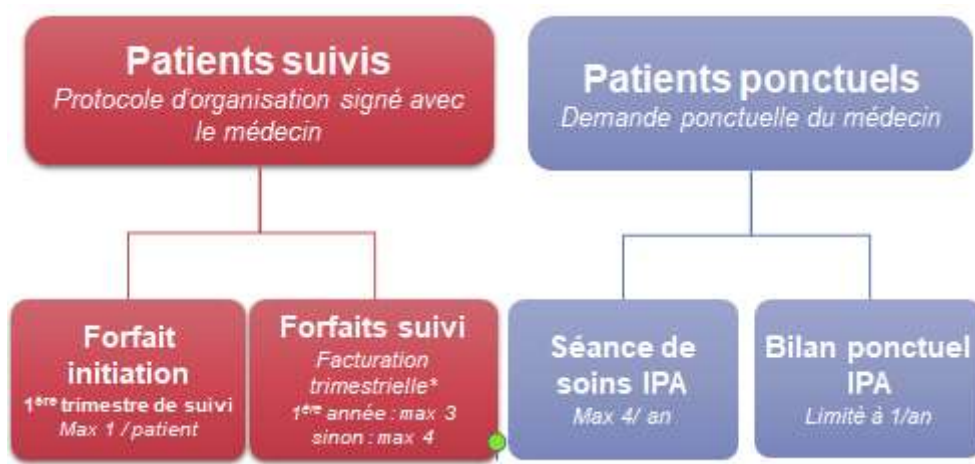 Patients suivis
Protocole d'organisation signé avec
le médecin
Patients ponctuels
Demande ponctuelle du médecin
Forfait
initiation
1ère trimestre de suivi
Max 1 / patient
Forfaits suivi
Facturation
trimestrielle*
1ère année : max 3
sinon : max 4
Séance de
soins IPA
Max 4/ an
Bilan ponctuel
IPA
Limité à 1/an